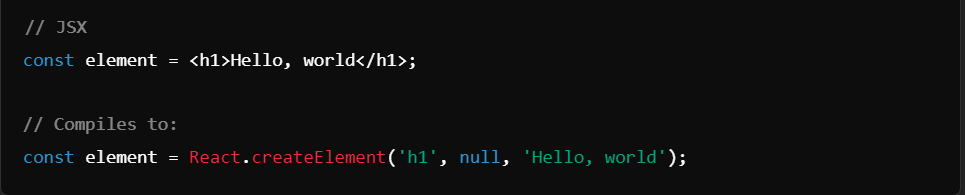 // JSX
const element = <h1>Hello, world</h1>;
// Compiles to:
const element = React.createElement('h1', null, 'Hello, world');